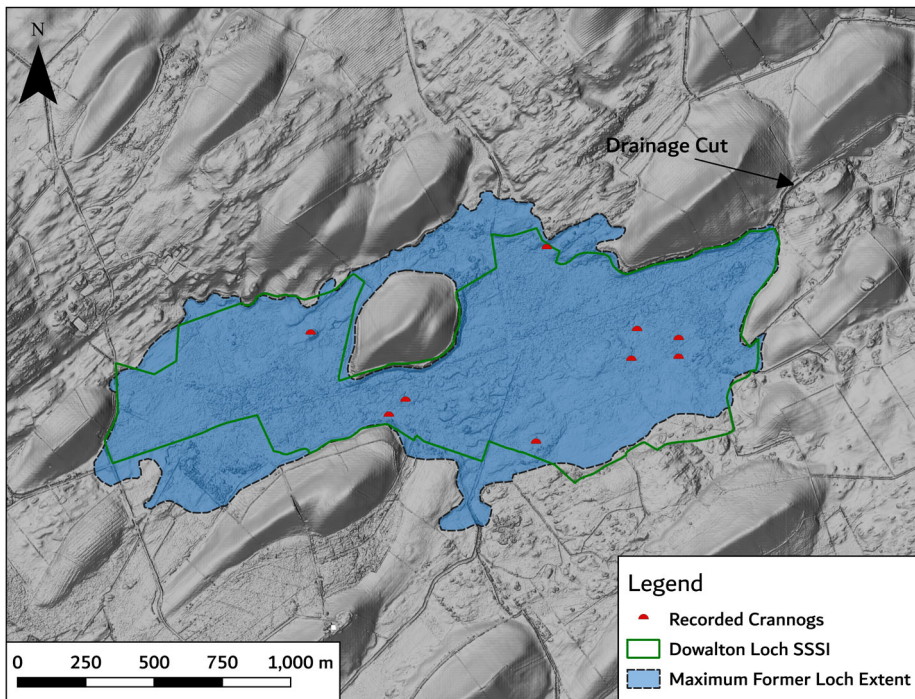 N
Drainage Cut
Legend
Recorded Crannogs
Dowalton Loch SSSI
Maximum Former Loch Extent
0 250 500 750 1,000 m